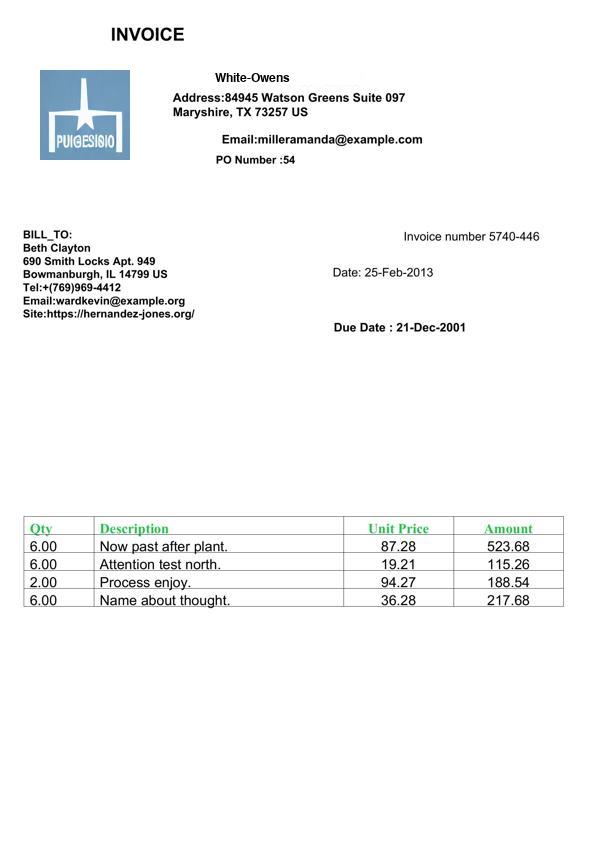 INVOICE
White-Owens
Address:84945 Watson Greens Suite 097
Maryshire, TX 73257 US
PUIGESISIO
Email:milleramanda@example.com
PO Number :54
BILL_TO:
Beth Clayton
690 Smith Locks Apt. 949
Bowmanburgh, IL 14799 US
Tel:+(769)969-4412
Email:wardkevin@example.org
Site:https://hernandez-jones.org/
Invoice number 5740-446
Date: 25-Feb-2013
Due Date : 21-Dec-2001
Qty Description Unit Price Amount
6.00 Now past after plant. 87.28 523.68
6.00 Attention test north. 19.21 115.26
2.00 Process enjoy. 94.27 188.54
6.00 Name about thought. 36.28 217.68